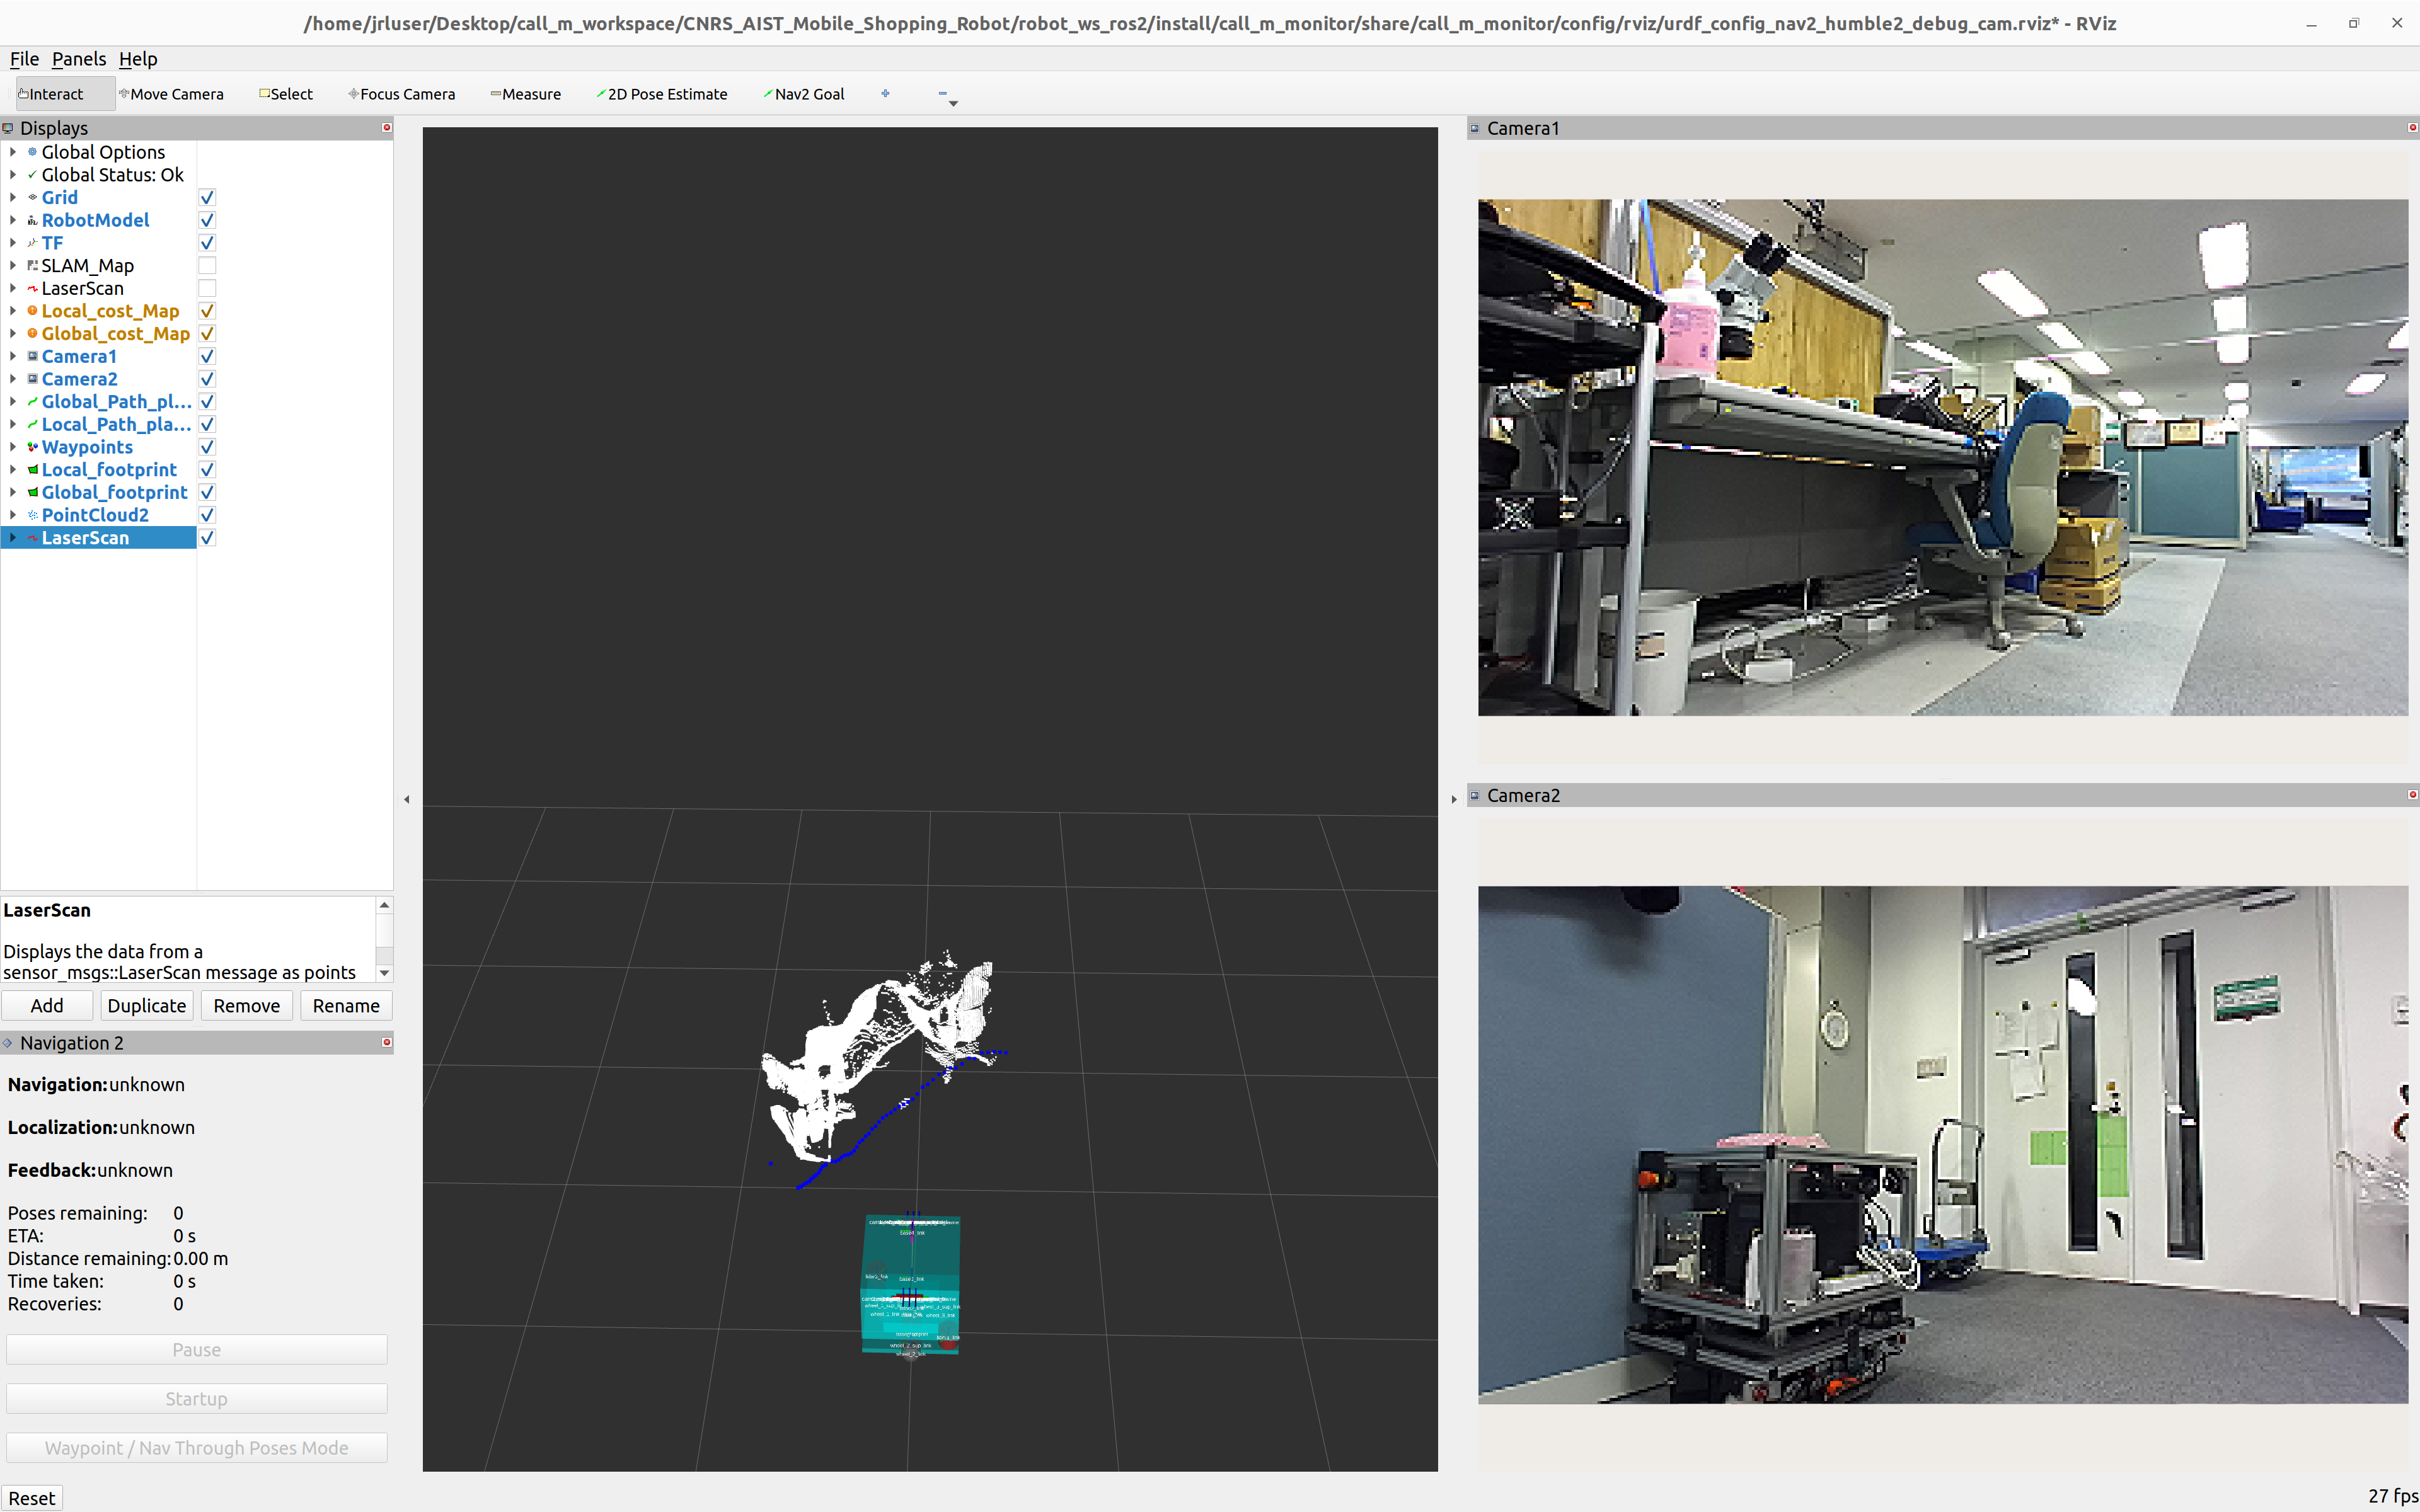 /home/jrluser/Desktop/call_m_workspace/CNRS_AIST_Mobile_Shopping_Robot/robot_ws_ros2/install/call_m_monitor/share/call_m_monitor/config/rviz/urdf_config_nav2_humble2_debug_cam.rviz* - RViz
File Panels Help
Interact Move Camera Select Focus Camera Measure 2D Pose Estimate Nav2 Goal
Displays
Global Options
Global Status: Ok
Grid
RobotModel
TF
SLAM_Map
LaserScan
Local_cost_Map
Global_cost_Map
Camera1
Camera2
Global_Path_pl...
Local_Path_pla...
Waypoints
Local_footprint
Global_footprint
PointCloud2
LaserScan
LaserScan
Displays the data from a
sensor_msgs::LaserScan message as points
Add Duplicate Remove Rename
Navigation 2
Navigation:unknown
Localization:unknown
Feedback:unknown
Poses remaining: 0
ETA: 0 s
Distance remaining:0.00 m
Time taken: 0 s
Recoveries: 0
Pause
Startup
Waypoint / Nav Through Poses Mode
Reset
Camera1
Camera2
27 fps